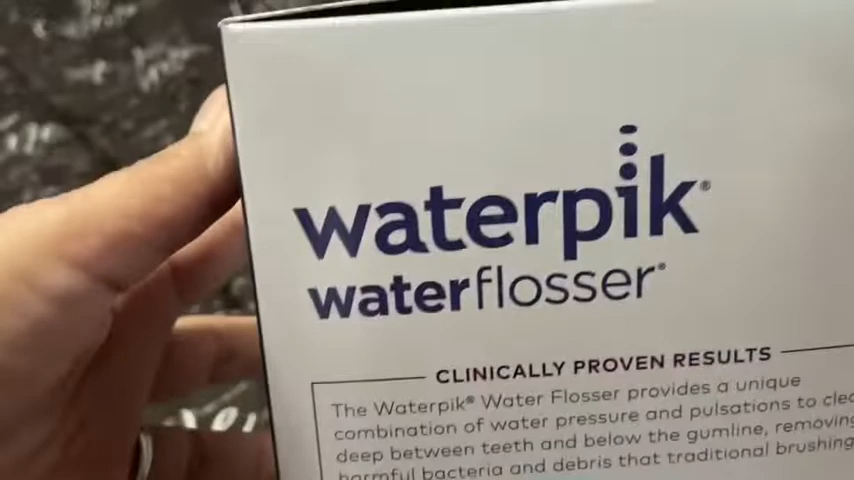 waterpik®
waterflosser®
CLINICALLY PROVEN RESULTS
The Waterpik® Water Flosser provides a unique
combination of water pressure and pulsations to
deep between teeth and below the gumline, removing
harmful bacteria and debris that traditional brushing